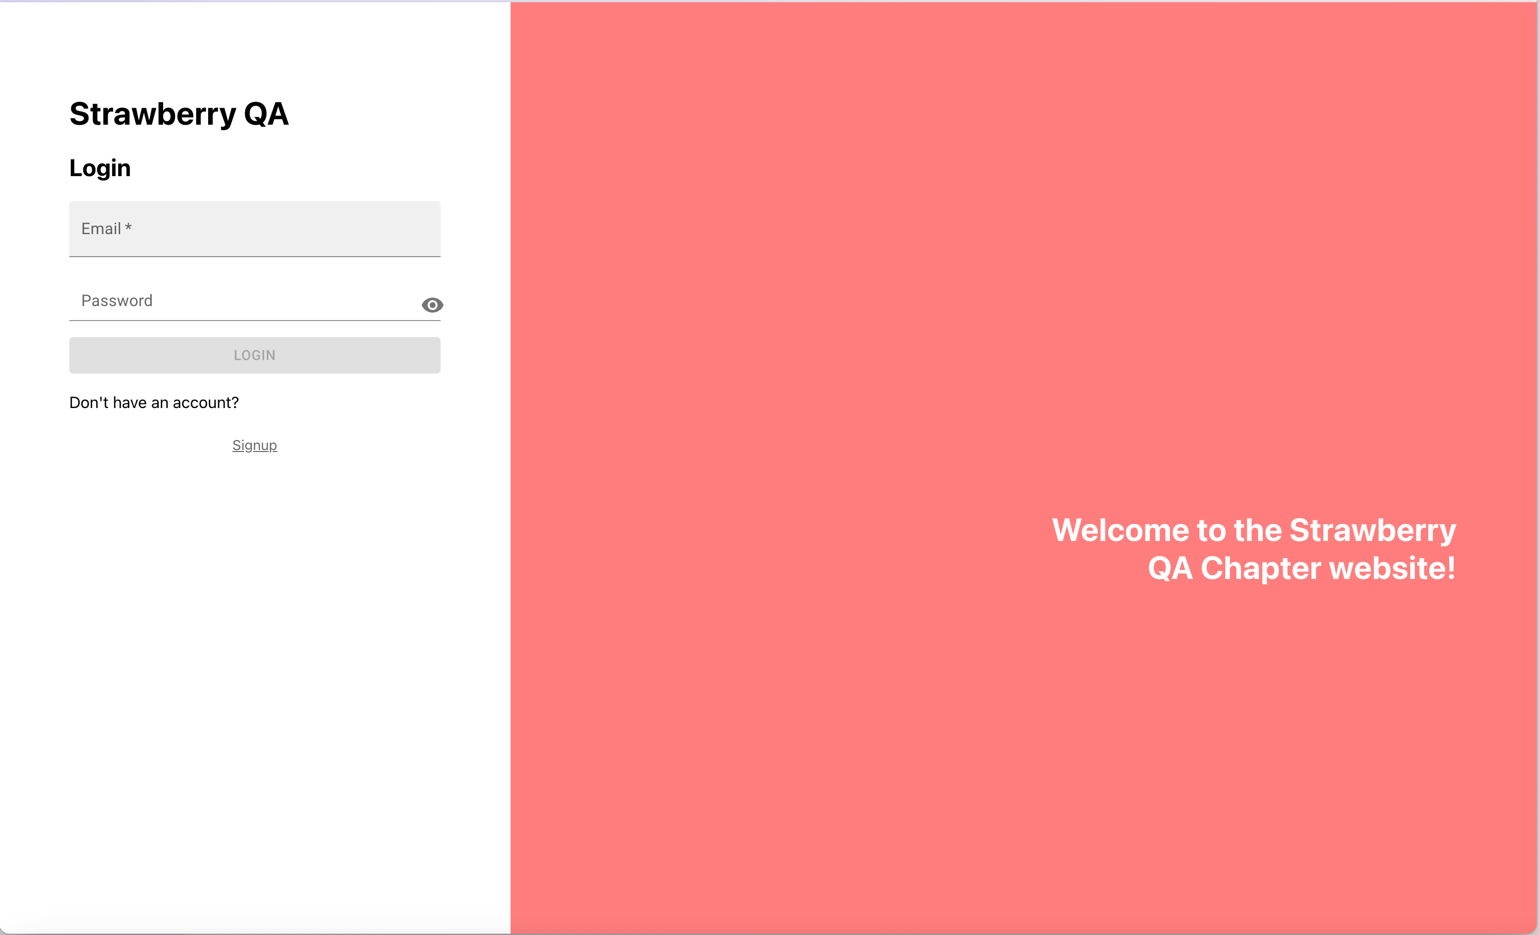 Strawberry QA
Login
Email *
Password
LOGIN
Don't have an account?
Signup
Welcome to the Strawberry
QA Chapter website!